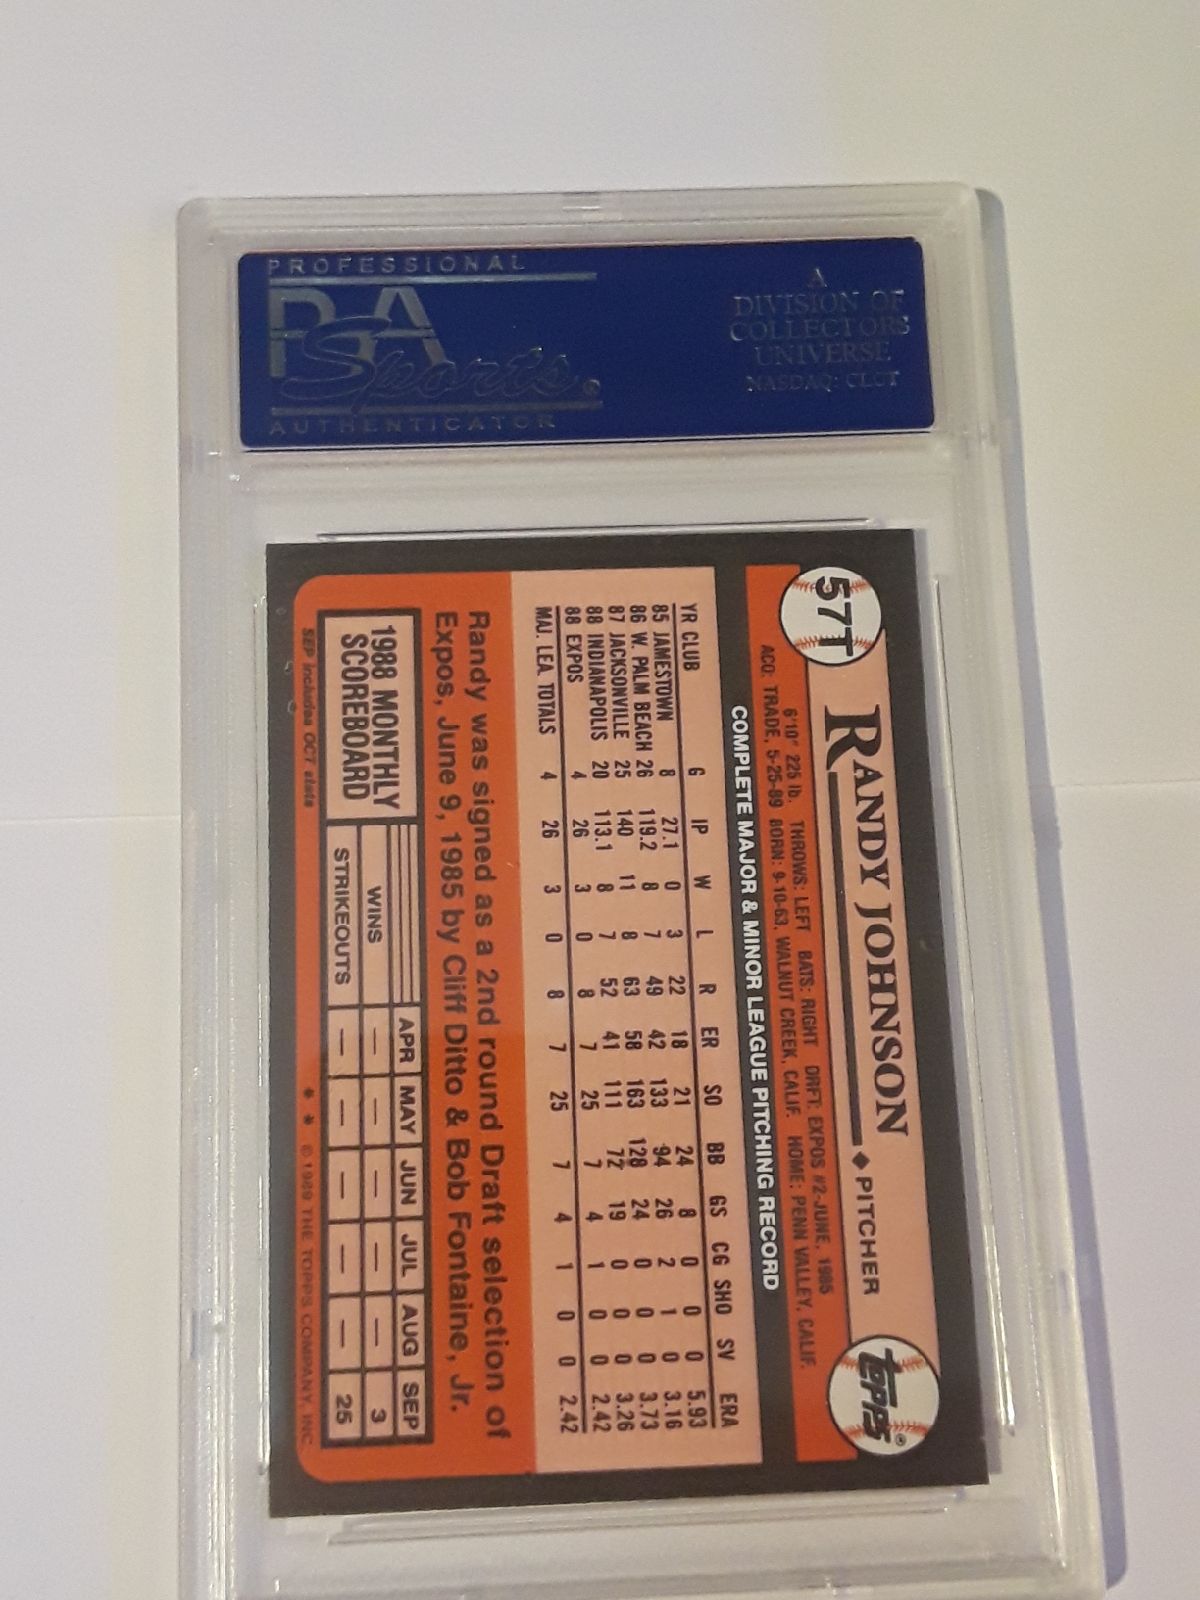 PROFESSIONAL
PSA
Sports®
AUTHENTICATOR
A
DIVISION OF
COLLECTORS
UNIVERSE
NASDAQ: CLCT
57T
RANDY JOHNSON ♦ PITCHER
topps®
6'10" 225 lb. THROWS: LEFT BATS: RIGHT DRFT: EXPOS #2-JUNE, 1985
ACQ: TRADE, 5-25-89 BORN: 9-10-63, WALNUT CREEK, CALIF. HOME: PENN VALLEY, CALIF.
COMPLETE MAJOR & MINOR LEAGUE PITCHING RECORD
YR CLUB G IP W L R ER SO BB GS CG SHO SV ERA
85 JAMESTOWN 8 27.1 0 3 22 18 21 24 8 0 0 0 5.93
86 W. PALM BEACH 26 119.2 8 7 49 42 133 94 26 2 1 0 3.16
87 JACKSONVILLE 25 140 11 8 63 58 163 128 24 0 0 0 3.73
88 INDIANAPOLIS 20 113.1 8 7 52 41 111 72 19 0 0 0 3.26
88 EXPOS 4 26 3 0 8 7 25 7 4 1 0 0 2.42
MAJ. LEA. TOTALS 4 26 3 0 8 7 25 7 4 1 0 0 2.42
Randy was signed as a 2nd round Draft selection of
Expos, June 9, 1985 by Cliff Ditto & Bob Fontaine, Jr.
1988 MONTHLY
SCOREBOARD
APR MAY JUN JUL AUG SEP
WINS — — — — — 3
STRIKEOUTS — — — — — 25
SEP includes OCT stats
♦ * © 1989 THE TOPPS COMPANY, INC.